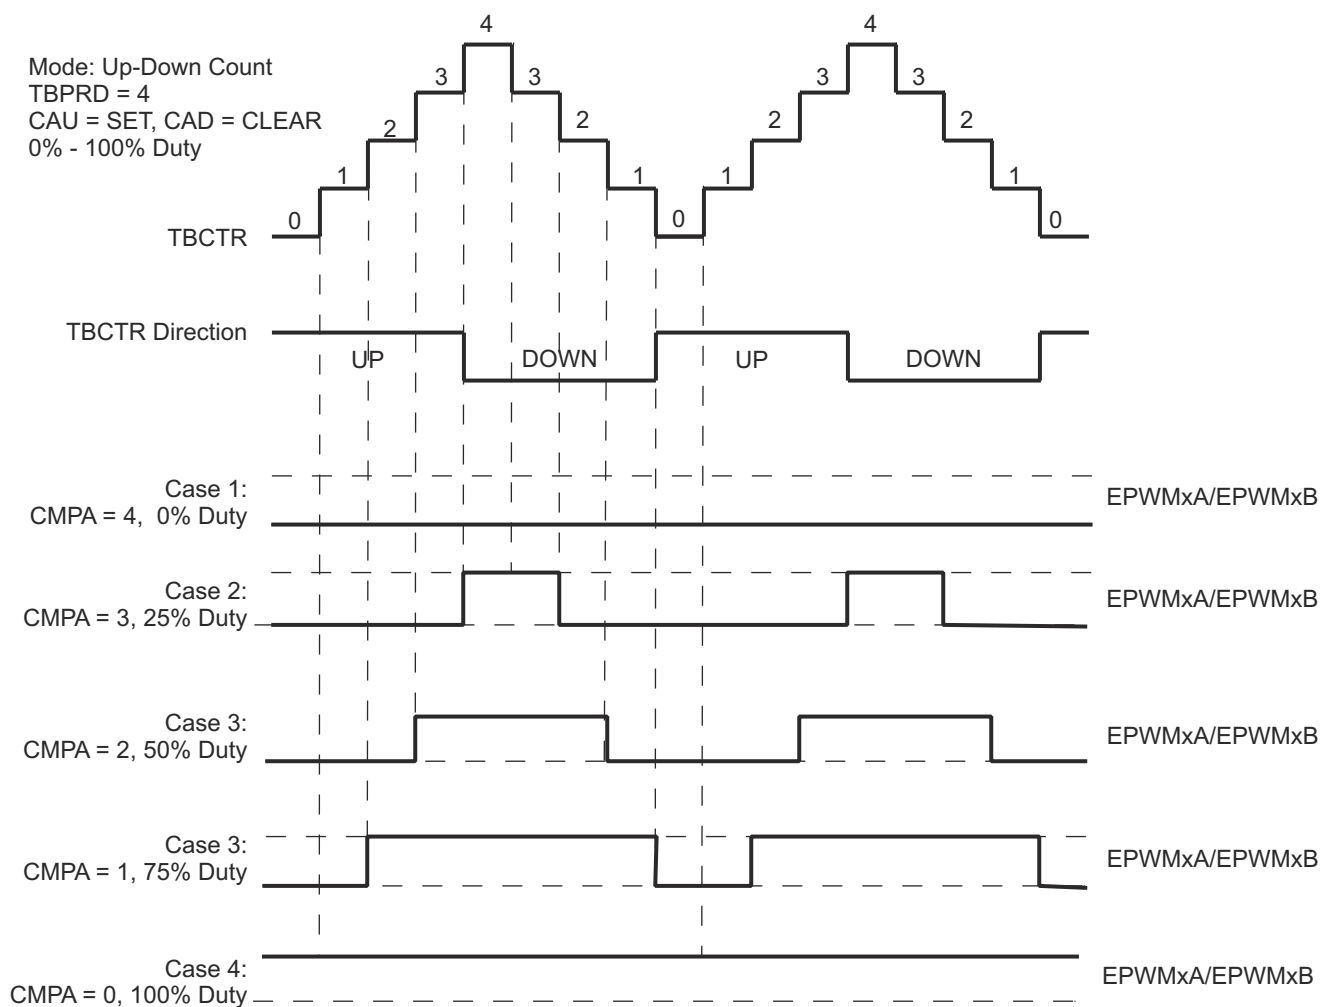 4
4
Mode: Up-Down Count
TBPRD = 4
CAU = SET, CAD = CLEAR
0% - 100% Duty
3
3
3
3
2
2
2
2
1
1
1
1
0
0
0
TBCTR
TBCTR Direction
UP
DOWN
UP
DOWN
Case 1:
CMPA = 4, 0% Duty
EPWMxA/EPWMxB
Case 2:
CMPA = 3, 25% Duty
EPWMxA/EPWMxB
Case 3:
CMPA = 2, 50% Duty
EPWMxA/EPWMxB
Case 3:
CMPA = 1, 75% Duty
EPWMxA/EPWMxB
Case 4:
CMPA = 0, 100% Duty
EPWMxA/EPWMxB